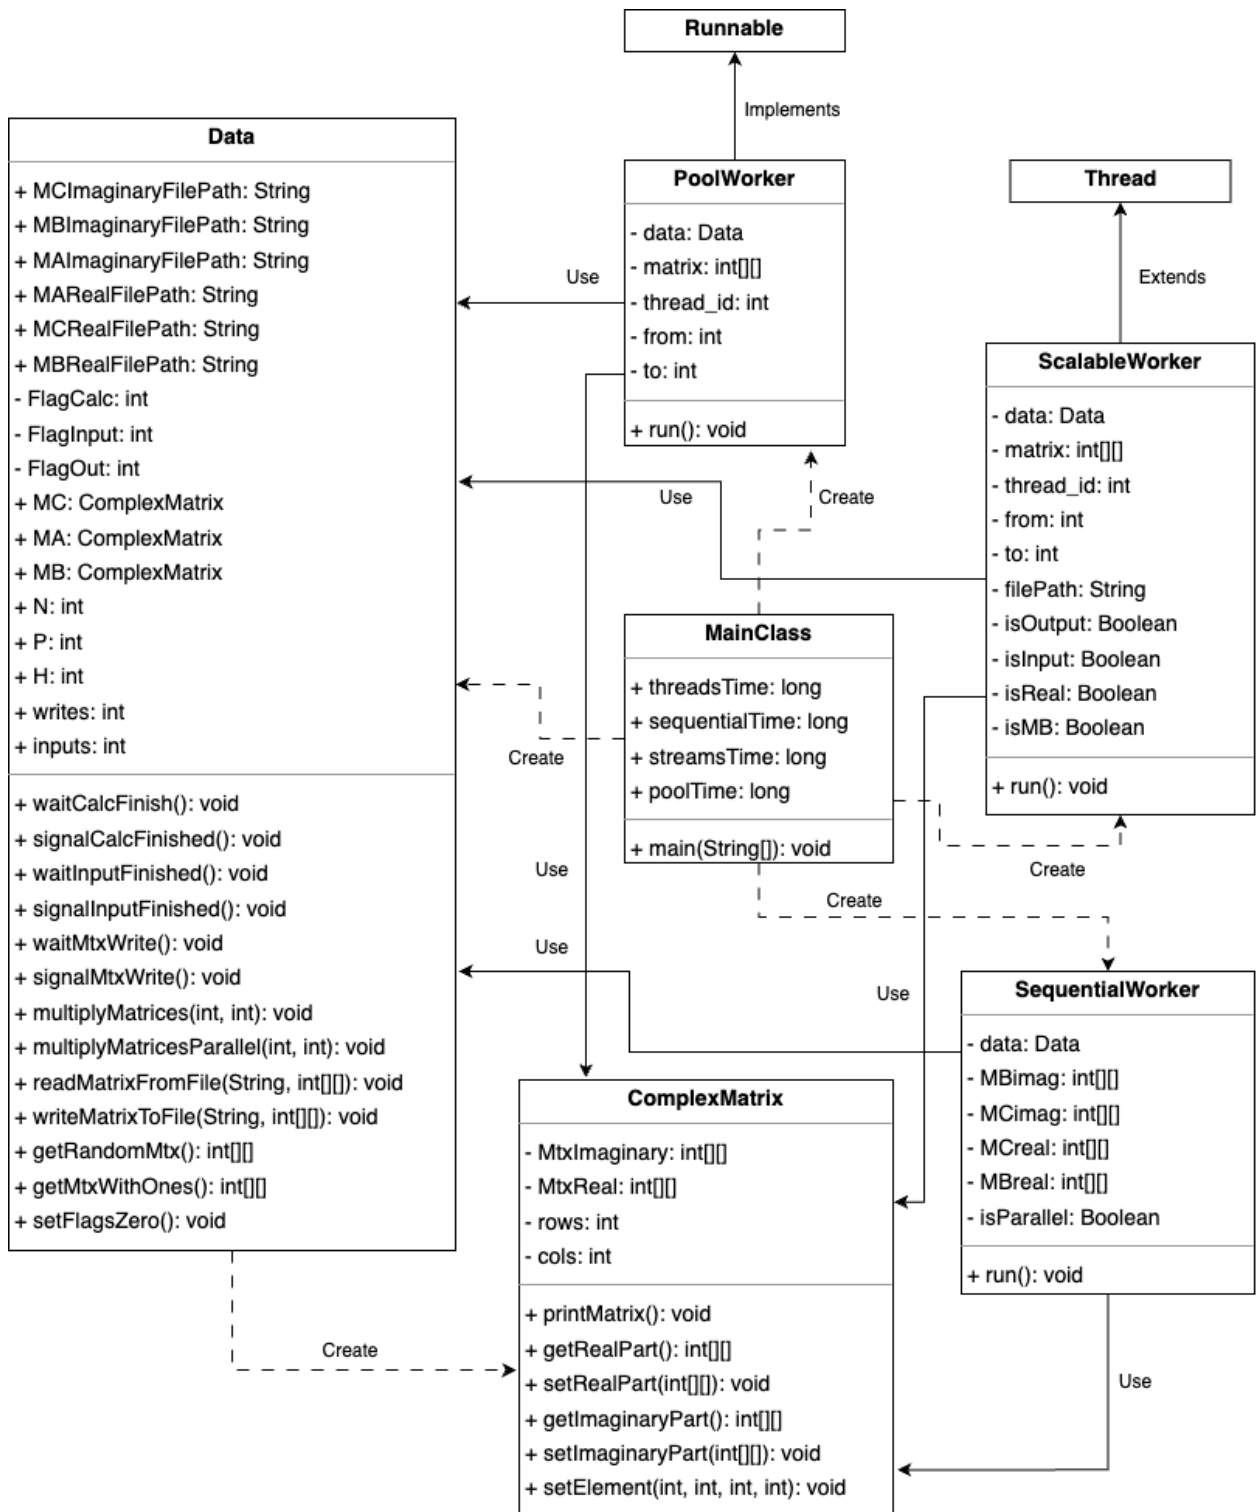 Runnable
Implements
Data
+ MCImaginaryFilePath: String
+ MBImaginaryFilePath: String
+ MAImaginaryFilePath: String
+ MARealFilePath: String
+ MCRealFilePath: String
+ MBRealFilePath: String
- FlagCalc: int
- FlagInput: int
- FlagOut: int
+ MC: ComplexMatrix
+ MA: ComplexMatrix
+ MB: ComplexMatrix
+ N: int
+ P: int
+ H: int
+ writes: int
+ inputs: int
+ waitCalcFinish(): void
+ signalCalcFinished(): void
+ waitInputFinished(): void
+ signalInputFinished(): void
+ waitMtxWrite(): void
+ signalMtxWrite(): void
+ multiplyMatrices(int, int): void
+ multiplyMatricesParallel(int, int): void
+ readMatrixFromFile(String, int[][]): void
+ writeMatrixToFile(String, int[][]): void
+ getRandomMtx(): int[][]
+ getMtxWithOnes(): int[][]
+ setFlagsZero(): void
PoolWorker
- data: Data
- matrix: int[][]
- thread_id: int
- from: int
- to: int
+ run(): void
Thread
Extends
Use
Use
Create
ScalableWorker
- data: Data
- matrix: int[][]
- thread_id: int
- from: int
- to: int
- filePath: String
- isOutput: Boolean
- isInput: Boolean
- isReal: Boolean
- isMB: Boolean
+ run(): void
MainClass
+ threadsTime: long
+ sequentialTime: long
+ streamsTime: long
+ poolTime: long
+ main(String[]): void
Create
Use
Create
Create
Use
Use
SequentialWorker
- data: Data
- MBimag: int[][]
- MCimag: int[][]
- MCreal: int[][]
- MBreal: int[][]
- isParallel: Boolean
+ run(): void
ComplexMatrix
- MtxImaginary: int[][]
- MtxReal: int[][]
- rows: int
- cols: int
+ printMatrix(): void
+ getRealPart(): int[][]
+ setRealPart(int[][]): void
+ getImaginaryPart(): int[][]
+ setImaginaryPart(int[][]): void
+ setElement(int, int, int, int): void
Create
Use